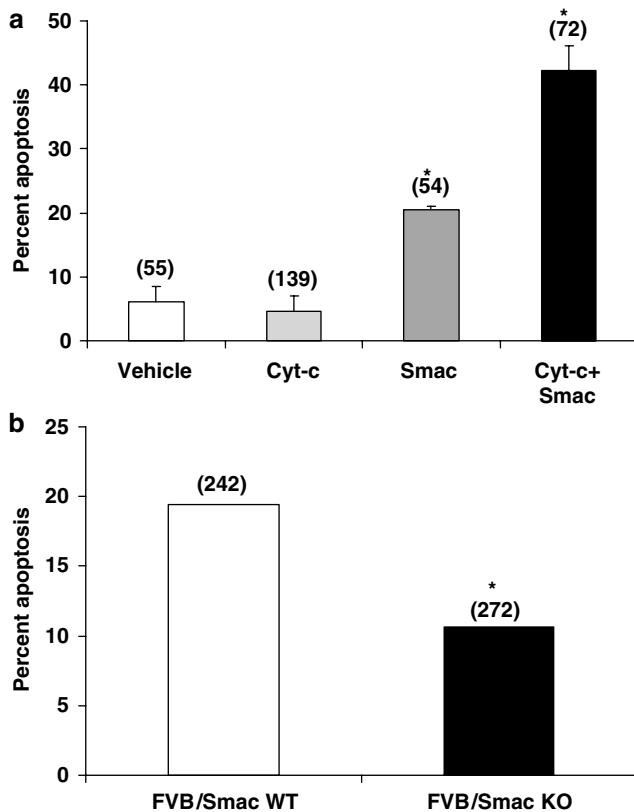 a
Percent apoptosis
50
40
30
20
10
0
(55)
(139)
*
(54)
*
(72)
Vehicle
Cyt-c
Smac
Cyt-c+
Smac
b
Percent apoptosis
25
20
15
10
5
0
(242)
*
(272)
FVB/Smac WT
FVB/Smac KO